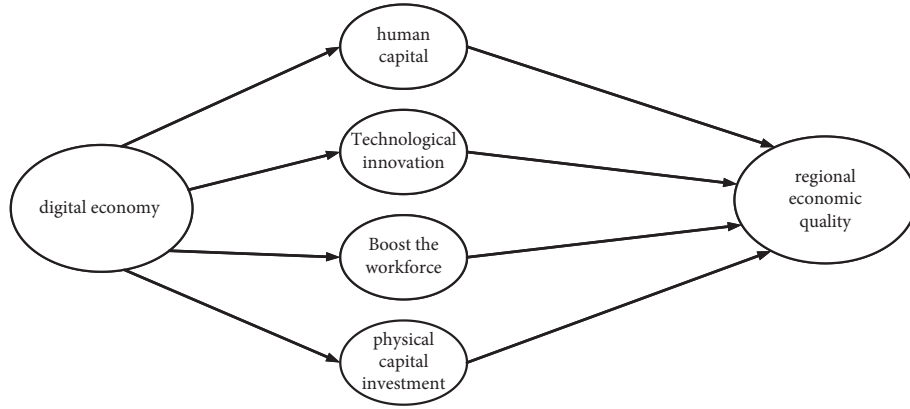 human
capital
Technological
innovation
digital economy
Boost the
workforce
physical
capital
investment
regional
economic
quality